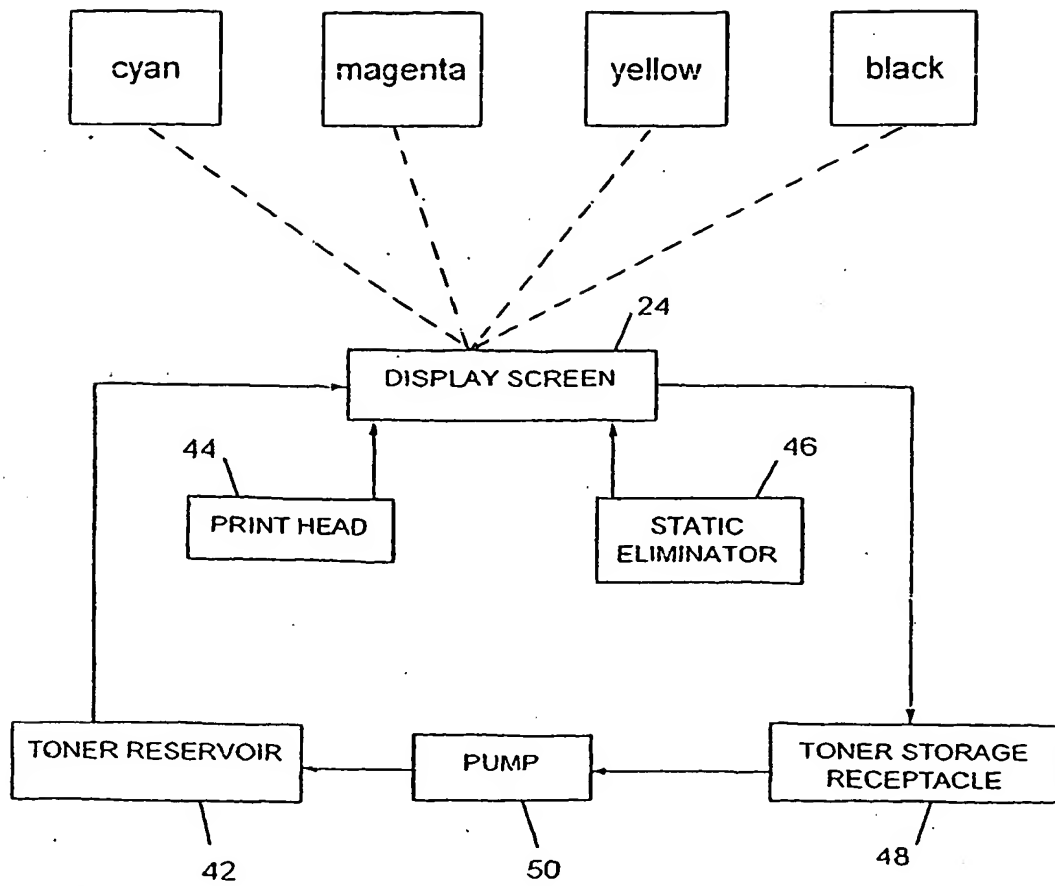 cyan
magenta
yellow
black
24
DISPLAY SCREEN
44
46
PRINT HEAD
STATIC
ELIMINATOR
TONER RESERVOIR
PUMP
TONER STORAGE
RECEPTACLE
42
50
48